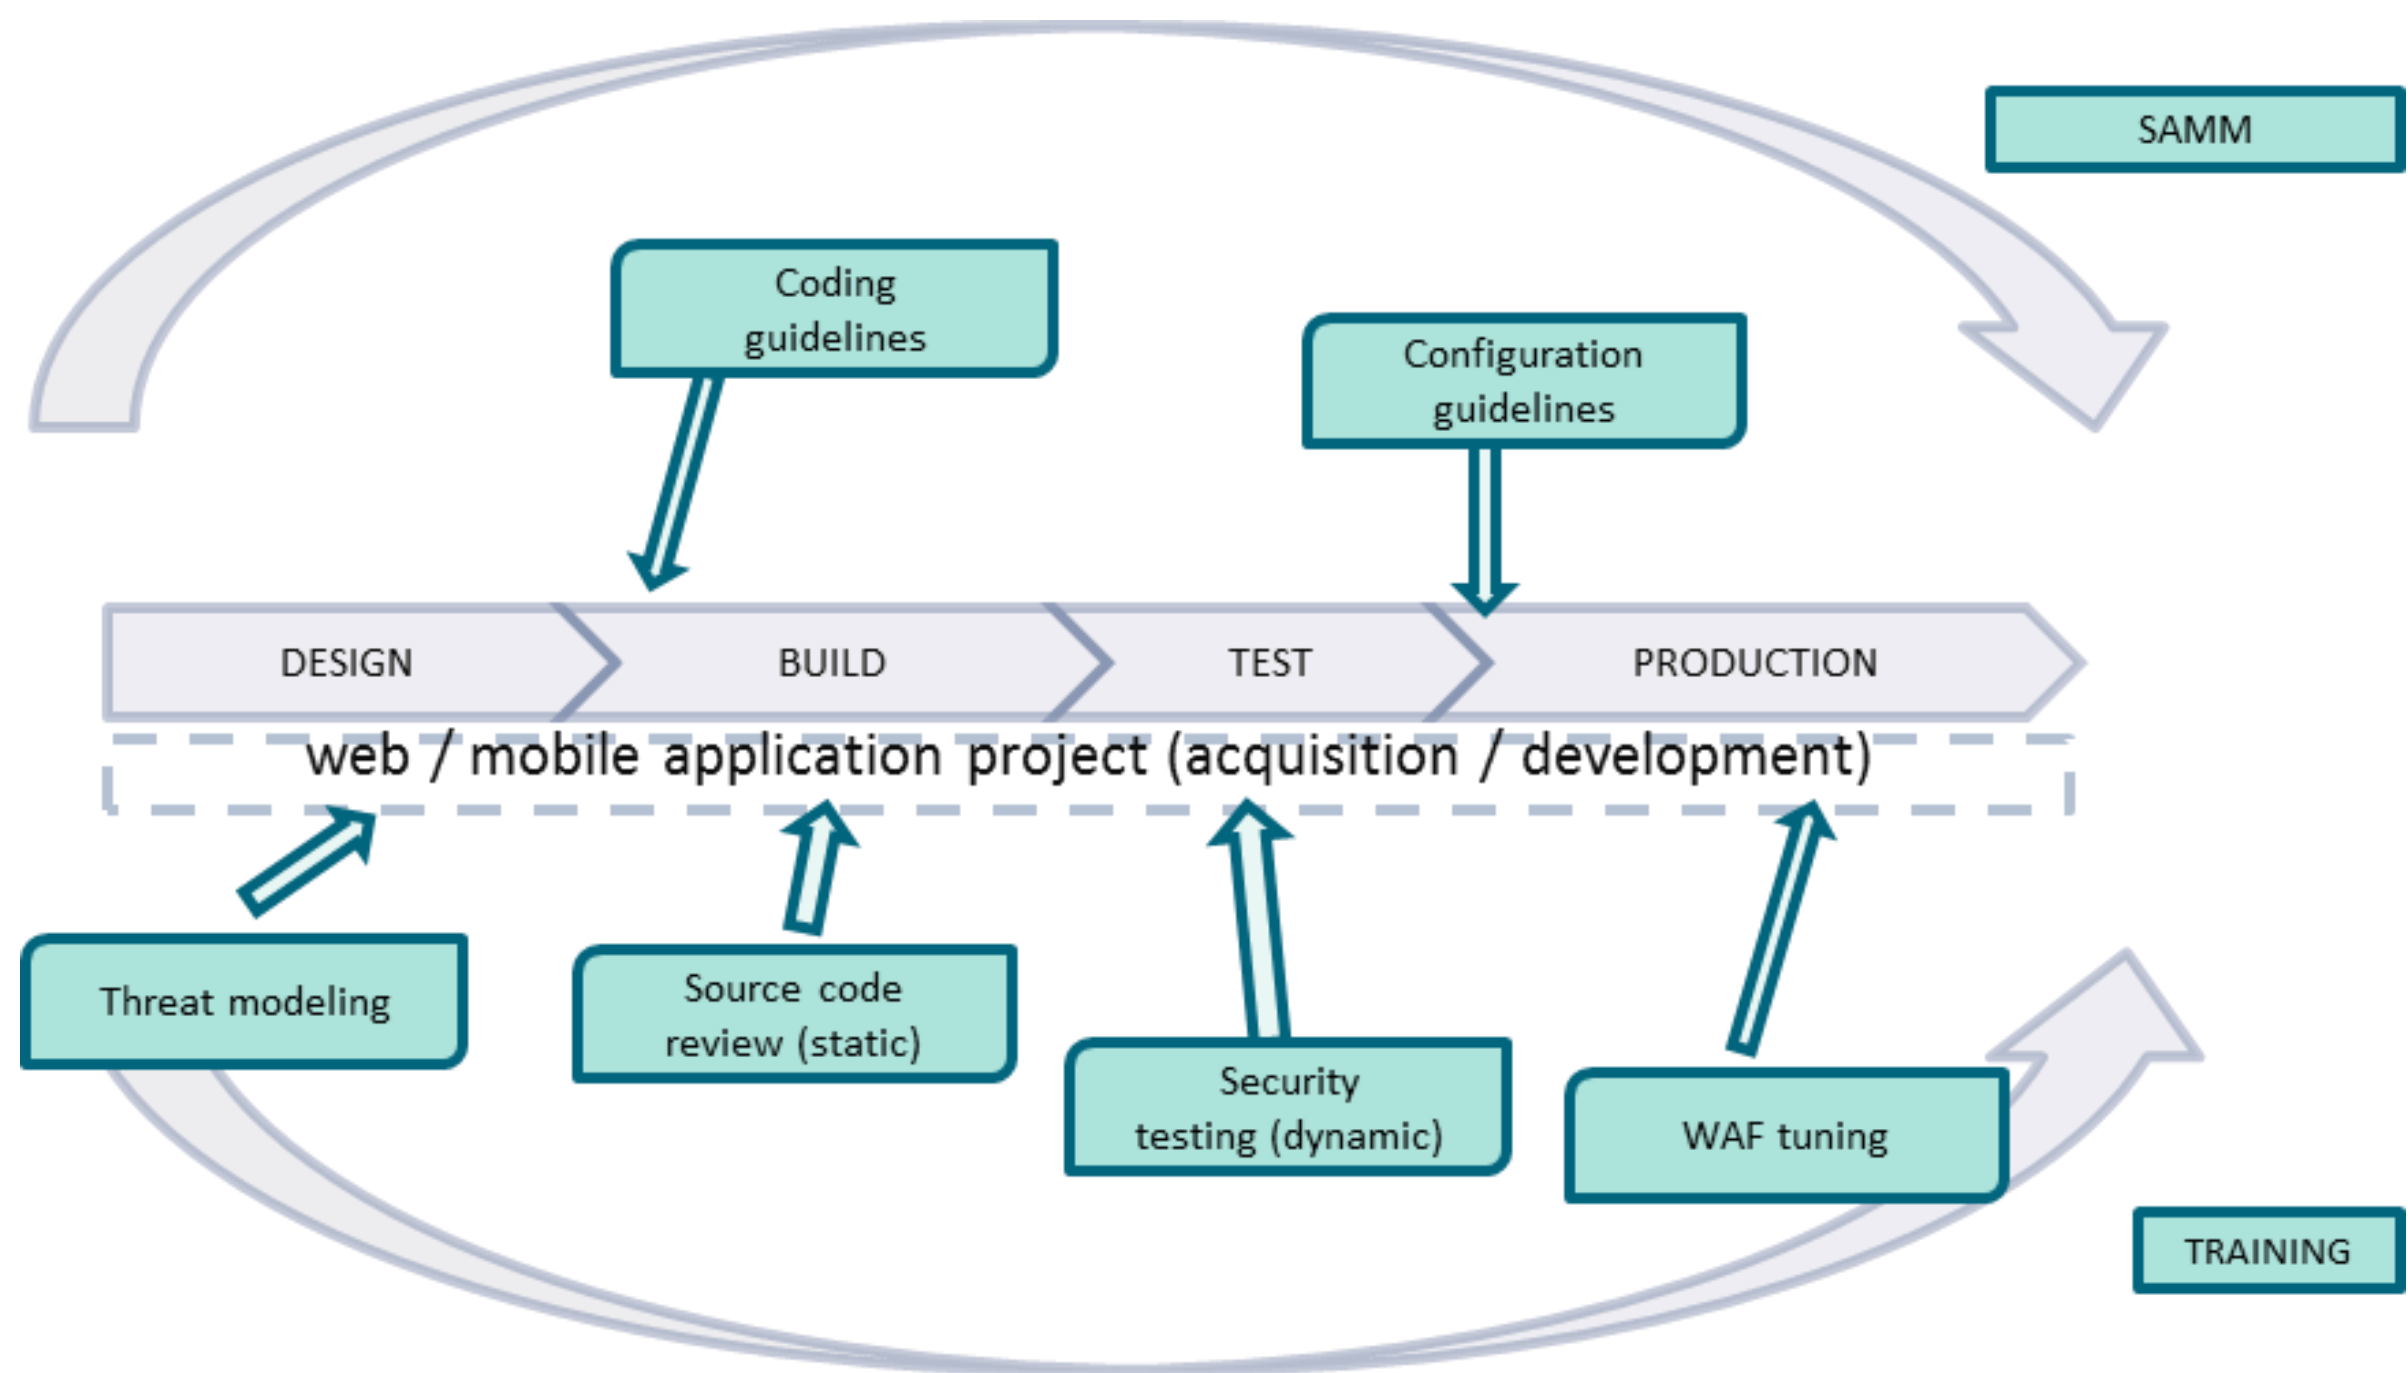 SAMM
Coding
guidelines
Configuration
guidelines
DESIGN
BUILD
TEST
PRODUCTION
web / mobile application project (acquisition / development)
Threat modeling
Source code
review (static)
Security
testing (dynamic)
WAF tuning
TRAINING